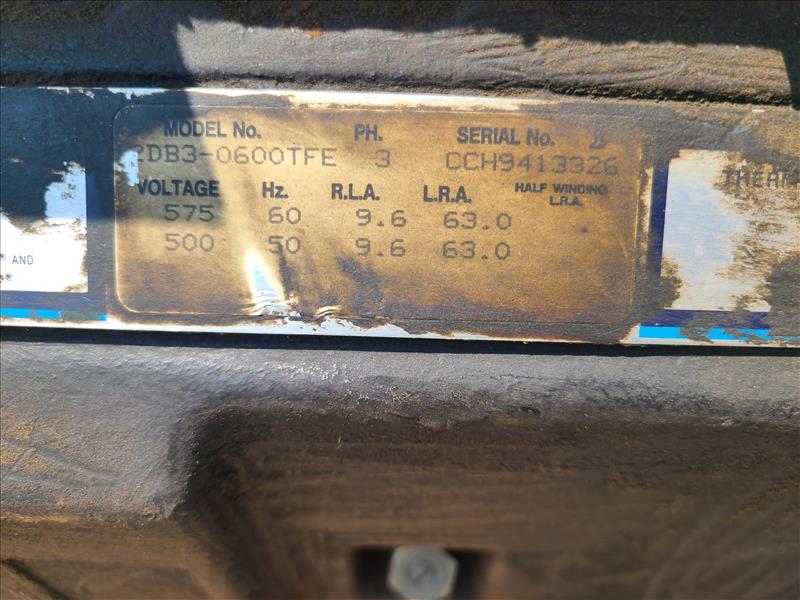 MODEL No. PH. SERIAL No.
2DB3-0600TFE 3 CCH9413326
VOLTAGE Hz. R.L.A. L.R.A. HALF WINDING L.R.A.
575 60 9.6 63.0
500 50 9.6 63.0
AND